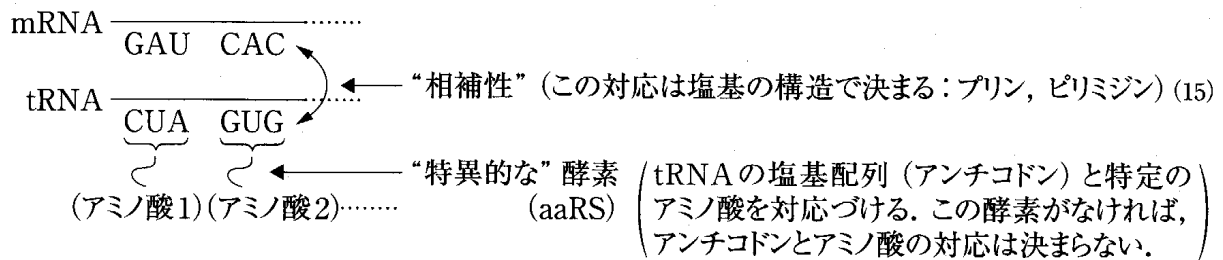 mRNA ........
GAU CAC
“相補性” (この対応は塩基の構造で決まる：プリン, ピリミジン) (15)
tRNA ........
CUA GUG
“特異的な” 酵素 (tRNAの塩基配列 (アンチコドン) と特定の
(アミノ酸1) (アミノ酸2)........ (aaRS) アミノ酸を対応づける. この酵素がなければ,
アンチコドンとアミノ酸の対応は決まらない.)